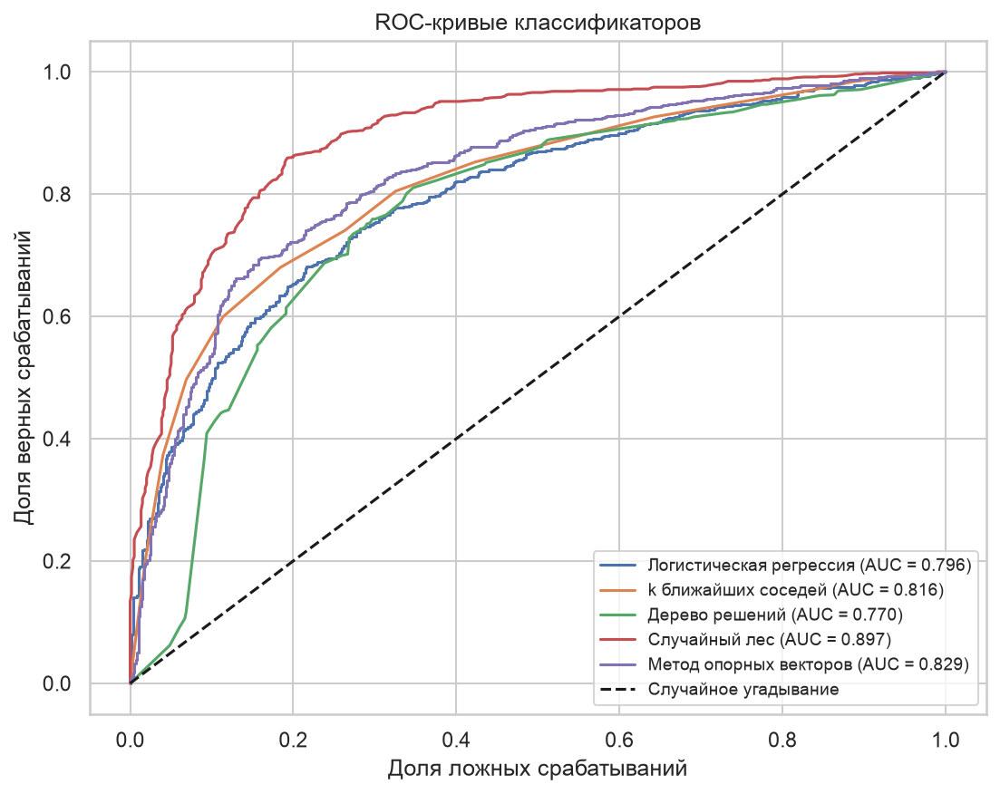 ROC-кривые классификаторов
1.0
0.8
0.6
0.4
0.2
0.0
Доля верных срабатываний
Логистическая регрессия (AUC = 0.796)
k ближайших соседей (AUC = 0.816)
Дерево решений (AUC = 0.770)
Случайный лес (AUC = 0.897)
Метод опорных векторов (AUC = 0.829)
Случайное угадывание
0.0 0.2 0.4 0.6 0.8 1.0
Доля ложных срабатываний